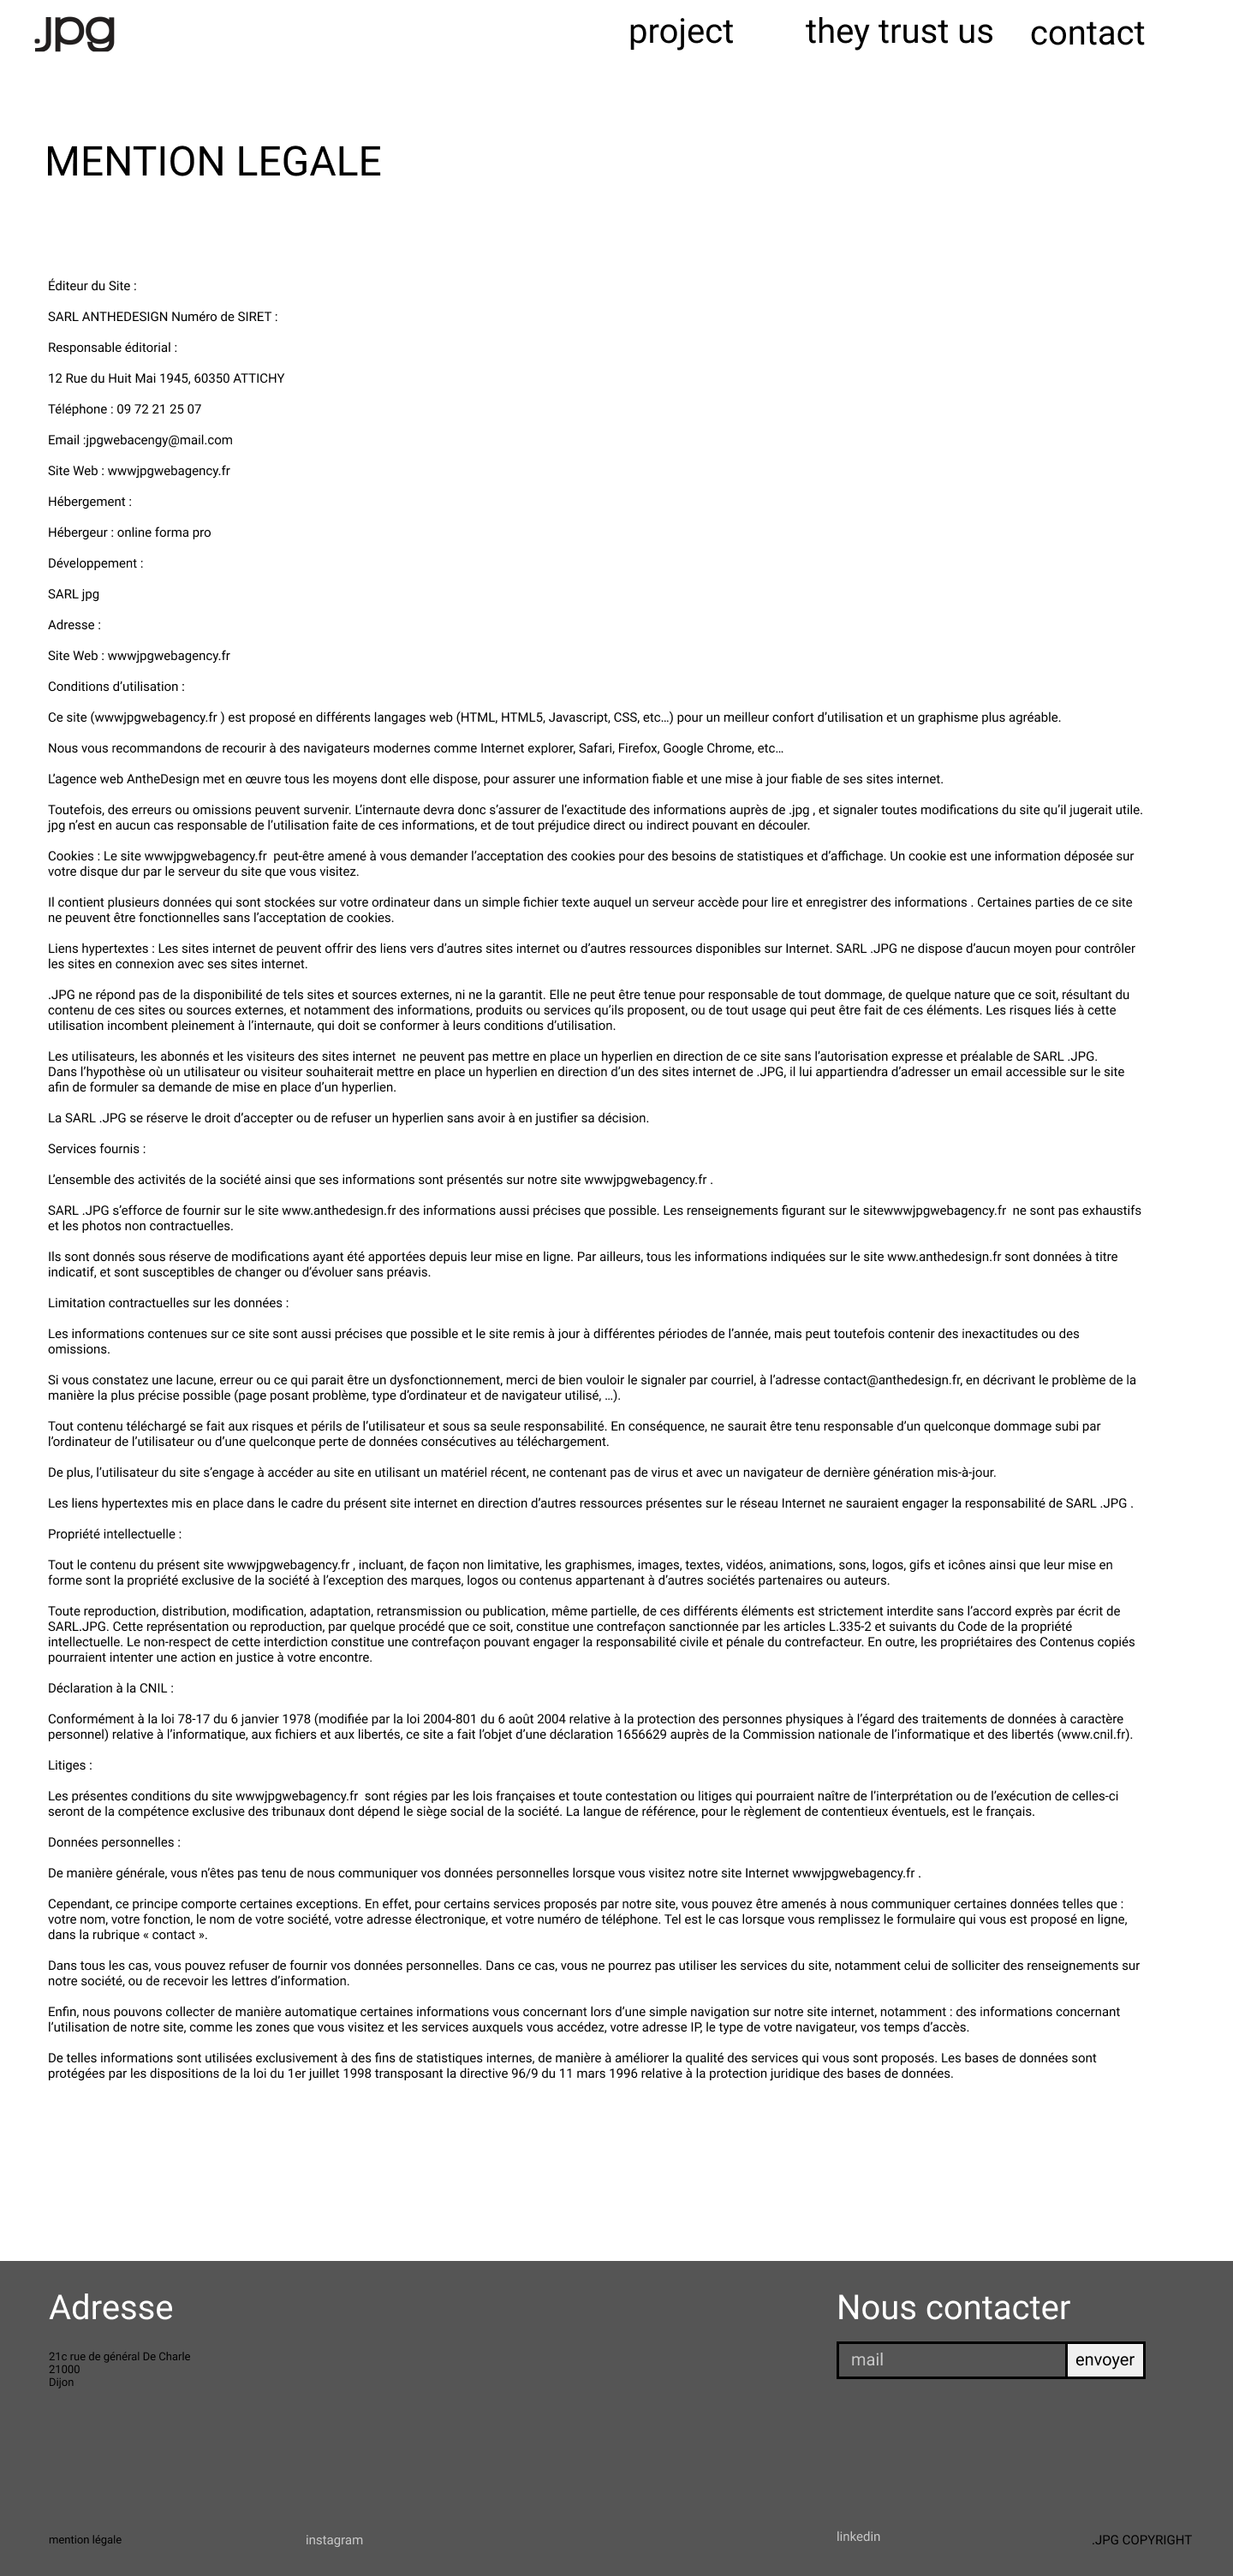 .jpg
project they trust us contact
MENTION LEGALE
Éditeur du Site :
SARL ANTHEDESIGN Numéro de SIRET :
Responsable éditorial :
12 Rue du Huit Mai 1945, 60350 ATTICHY
Téléphone : 09 72 21 25 07
Email :jpgwebacengy@mail.com
Site Web : wwwjpgwebagency.fr
Hébergement :
Hébergeur : online forma pro
Développement :
SARL jpg
Adresse :
Site Web : wwwjpgwebagency.fr
Conditions d’utilisation :
Ce site (wwwjpgwebagency.fr ) est proposé en différents langages web (HTML, HTML5, Javascript, CSS, etc…) pour un meilleur confort d’utilisation et un graphisme plus agréable.
Nous vous recommandons de recourir à des navigateurs modernes comme Internet explorer, Safari, Firefox, Google Chrome, etc…
L’agence web AntheDesign met en œuvre tous les moyens dont elle dispose, pour assurer une information fiable et une mise à jour fiable de ses sites internet.
Toutefois, des erreurs ou omissions peuvent survenir. L’internaute devra donc s’assurer de l’exactitude des informations auprès de .jpg , et signaler toutes modifications du site qu’il jugerait utile.
jpg n’est en aucun cas responsable de l’utilisation faite de ces informations, et de tout préjudice direct ou indirect pouvant en découler.
Cookies : Le site wwwjpgwebagency.fr  peut-être amené à vous demander l’acceptation des cookies pour des besoins de statistiques et d’affichage. Un cookie est une information déposée sur
votre disque dur par le serveur du site que vous visitez.
Il contient plusieurs données qui sont stockées sur votre ordinateur dans un simple fichier texte auquel un serveur accède pour lire et enregistrer des informations . Certaines parties de ce site
ne peuvent être fonctionnelles sans l’acceptation de cookies.
Liens hypertextes : Les sites internet de peuvent offrir des liens vers d’autres sites internet ou d’autres ressources disponibles sur Internet. SARL .JPG ne dispose d’aucun moyen pour contrôler
les sites en connexion avec ses sites internet.
.JPG ne répond pas de la disponibilité de tels sites et sources externes, ni ne la garantit. Elle ne peut être tenue pour responsable de tout dommage, de quelque nature que ce soit, résultant du
contenu de ces sites ou sources externes, et notamment des informations, produits ou services qu’ils proposent, ou de tout usage qui peut être fait de ces éléments. Les risques liés à cette
utilisation incombent pleinement à l’internaute, qui doit se conformer à leurs conditions d’utilisation.
Les utilisateurs, les abonnés et les visiteurs des sites internet  ne peuvent pas mettre en place un hyperlien en direction de ce site sans l’autorisation expresse et préalable de SARL .JPG.
Dans l’hypothèse où un utilisateur ou visiteur souhaiterait mettre en place un hyperlien en direction d’un des sites internet de .JPG, il lui appartiendra d’adresser un email accessible sur le site
afin de formuler sa demande de mise en place d’un hyperlien.
La SARL .JPG se réserve le droit d’accepter ou de refuser un hyperlien sans avoir à en justifier sa décision.
Services fournis :
L’ensemble des activités de la société ainsi que ses informations sont présentés sur notre site wwwjpgwebagency.fr .
SARL .JPG s’efforce de fournir sur le site www.anthedesign.fr des informations aussi précises que possible. Les renseignements figurant sur le sitewwwjpgwebagency.fr  ne sont pas exhaustifs
et les photos non contractuelles.
Ils sont donnés sous réserve de modifications ayant été apportées depuis leur mise en ligne. Par ailleurs, tous les informations indiquées sur le site www.anthedesign.fr sont données à titre
indicatif, et sont susceptibles de changer ou d’évoluer sans préavis.
Limitation contractuelles sur les données :
Les informations contenues sur ce site sont aussi précises que possible et le site remis à jour à différentes périodes de l’année, mais peut toutefois contenir des inexactitudes ou des
omissions.
Si vous constatez une lacune, erreur ou ce qui parait être un dysfonctionnement, merci de bien vouloir le signaler par courriel, à l’adresse contact@anthedesign.fr, en décrivant le problème de la
manière la plus précise possible (page posant problème, type d’ordinateur et de navigateur utilisé, …).
Tout contenu téléchargé se fait aux risques et périls de l’utilisateur et sous sa seule responsabilité. En conséquence, ne saurait être tenu responsable d’un quelconque dommage subi par
l’ordinateur de l’utilisateur ou d’une quelconque perte de données consécutives au téléchargement.
De plus, l’utilisateur du site s’engage à accéder au site en utilisant un matériel récent, ne contenant pas de virus et avec un navigateur de dernière génération mis-à-jour.
Les liens hypertextes mis en place dans le cadre du présent site internet en direction d’autres ressources présentes sur le réseau Internet ne sauraient engager la responsabilité de SARL .JPG .
Propriété intellectuelle :
Tout le contenu du présent site wwwjpgwebagency.fr , incluant, de façon non limitative, les graphismes, images, textes, vidéos, animations, sons, logos, gifs et icônes ainsi que leur mise en
forme sont la propriété exclusive de la société à l’exception des marques, logos ou contenus appartenant à d’autres sociétés partenaires ou auteurs.
Toute reproduction, distribution, modification, adaptation, retransmission ou publication, même partielle, de ces différents éléments est strictement interdite sans l’accord exprès par écrit de
SARL.JPG. Cette représentation ou reproduction, par quelque procédé que ce soit, constitue une contrefaçon sanctionnée par les articles L.335-2 et suivants du Code de la propriété
intellectuelle. Le non-respect de cette interdiction constitue une contrefaçon pouvant engager la responsabilité civile et pénale du contrefacteur. En outre, les propriétaires des Contenus copiés
pourraient intenter une action en justice à votre encontre.
Déclaration à la CNIL :
Conformément à la loi 78-17 du 6 janvier 1978 (modifiée par la loi 2004-801 du 6 août 2004 relative à la protection des personnes physiques à l’égard des traitements de données à caractère
personnel) relative à l’informatique, aux fichiers et aux libertés, ce site a fait l’objet d’une déclaration 1656629 auprès de la Commission nationale de l’informatique et des libertés (www.cnil.fr).
Litiges :
Les présentes conditions du site wwwjpgwebagency.fr  sont régies par les lois françaises et toute contestation ou litiges qui pourraient naître de l’interprétation ou de l’exécution de celles-ci
seront de la compétence exclusive des tribunaux dont dépend le siège social de la société. La langue de référence, pour le règlement de contentieux éventuels, est le français.
Données personnelles :
De manière générale, vous n’êtes pas tenu de nous communiquer vos données personnelles lorsque vous visitez notre site Internet wwwjpgwebagency.fr .
Cependant, ce principe comporte certaines exceptions. En effet, pour certains services proposés par notre site, vous pouvez être amenés à nous communiquer certaines données telles que :
votre nom, votre fonction, le nom de votre société, votre adresse électronique, et votre numéro de téléphone. Tel est le cas lorsque vous remplissez le formulaire qui vous est proposé en ligne,
dans la rubrique « contact ».
Dans tous les cas, vous pouvez refuser de fournir vos données personnelles. Dans ce cas, vous ne pourrez pas utiliser les services du site, notamment celui de solliciter des renseignements sur
notre société, ou de recevoir les lettres d’information.
Enfin, nous pouvons collecter de manière automatique certaines informations vous concernant lors d’une simple navigation sur notre site internet, notamment : des informations concernant
l’utilisation de notre site, comme les zones que vous visitez et les services auxquels vous accédez, votre adresse IP, le type de votre navigateur, vos temps d’accès.
De telles informations sont utilisées exclusivement à des fins de statistiques internes, de manière à améliorer la qualité des services qui vous sont proposés. Les bases de données sont
protégées par les dispositions de la loi du 1er juillet 1998 transposant la directive 96/9 du 11 mars 1996 relative à la protection juridique des bases de données.
Adresse
21c rue de général De Charle
21000
Dijon
Nous contacter
mail envoyer
mention légale instagram linkedin .JPG COPYRIGHT